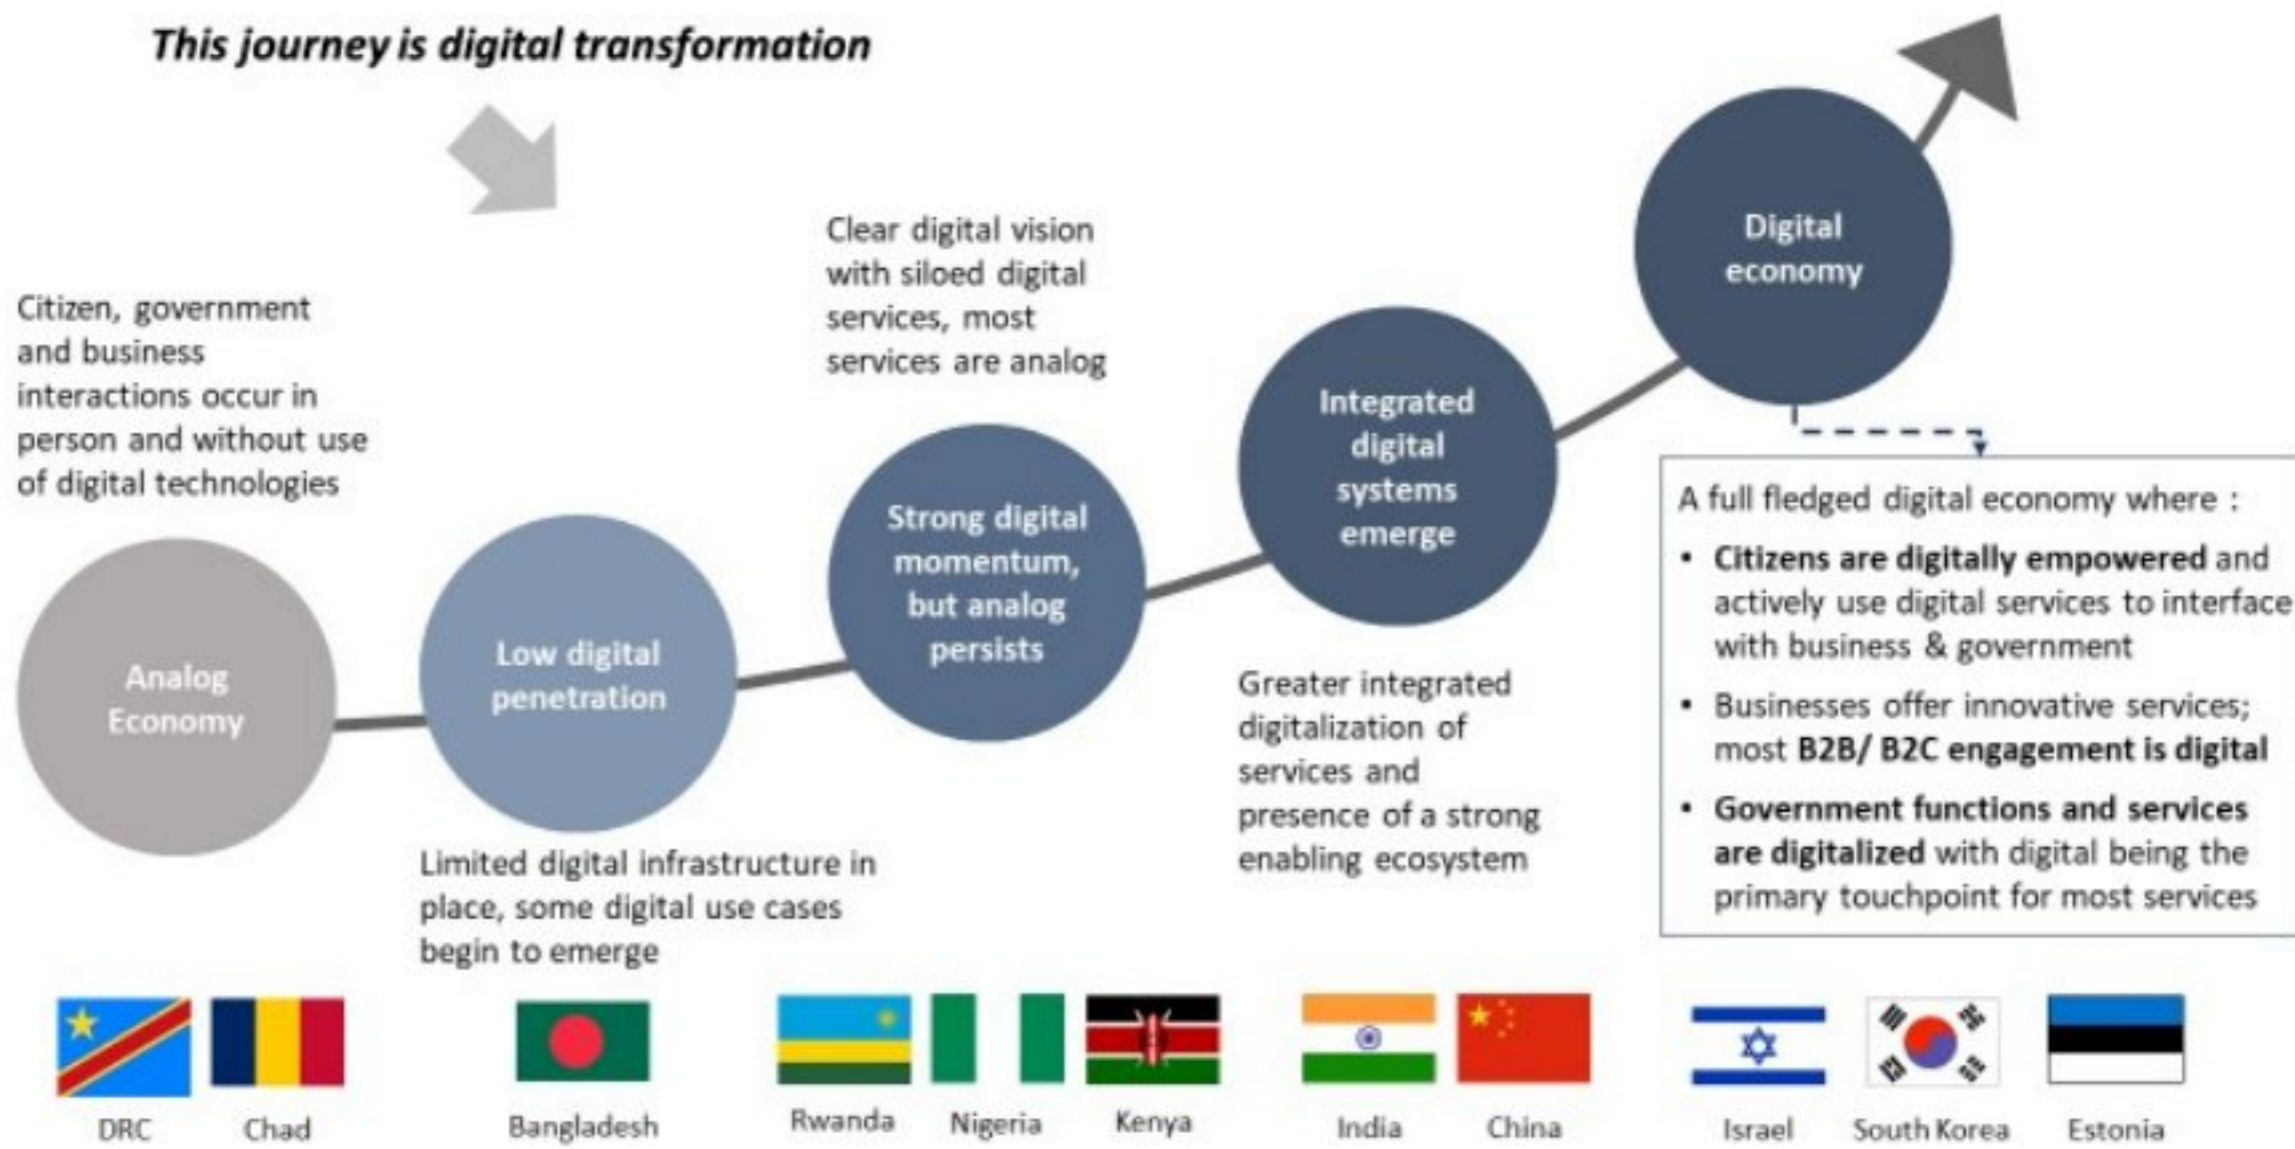 This journey is digital transformation
Citizen, government
and business
interactions occur in
person and without use
of digital technologies
Analog
Economy
Low digital
penetration
Limited digital infrastructure in
place, some digital use cases
begin to emerge
Clear digital vision
with siloed digital
services, most
services are analog
Strong digital
momentum,
but analog
persists
Integrated
digital
systems
emerge
Greater integrated
digitalization of
services and
presence of a strong
enabling ecosystem
Digital
economy
A full fledged digital economy where :
• Citizens are digitally empowered and
actively use digital services to interface
with business & government
• Businesses offer innovative services;
most B2B/ B2C engagement is digital
• Government functions and services
are digitalized with digital being the
primary touchpoint for most services
DRC
Chad
Bangladesh
Rwanda
Nigeria
Kenya
India
China
Israel
South Korea
Estonia